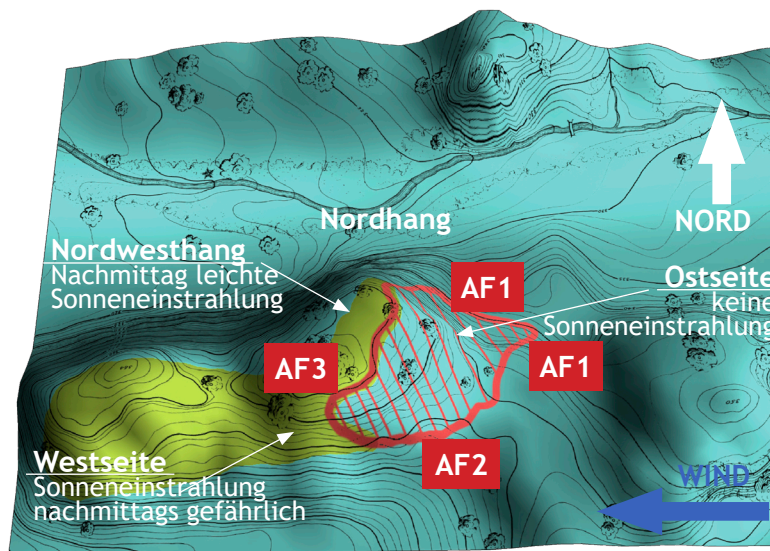 Nordhang
NORD
Nordwesthang
Nachmittag leichte
Sonneneinstrahlung
AF1
Ostseite
keine
Sonneneinstrahlung
AF3
AF1
AF2
Westseite
Sonneneinstrahlung
nachmittags gefährlich
WIND